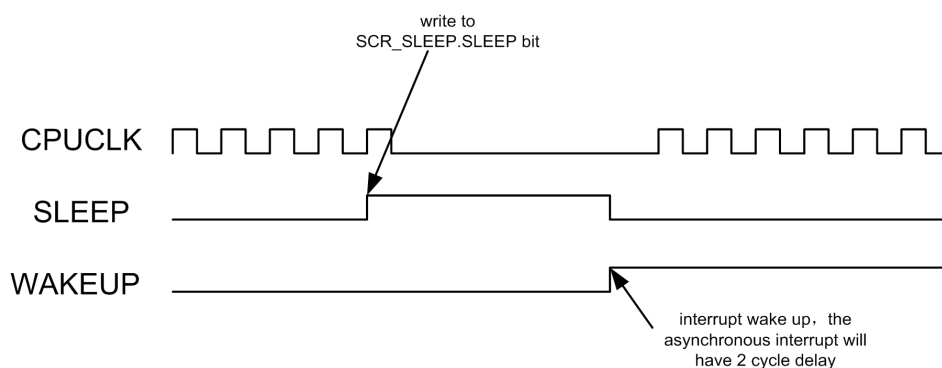 write to
SCR_SLEEP.SLEEP bit
CPUCLK
SLEEP
WAKEUP
interrupt wake up，the
asynchronous interrupt will
have 2 cycle delay